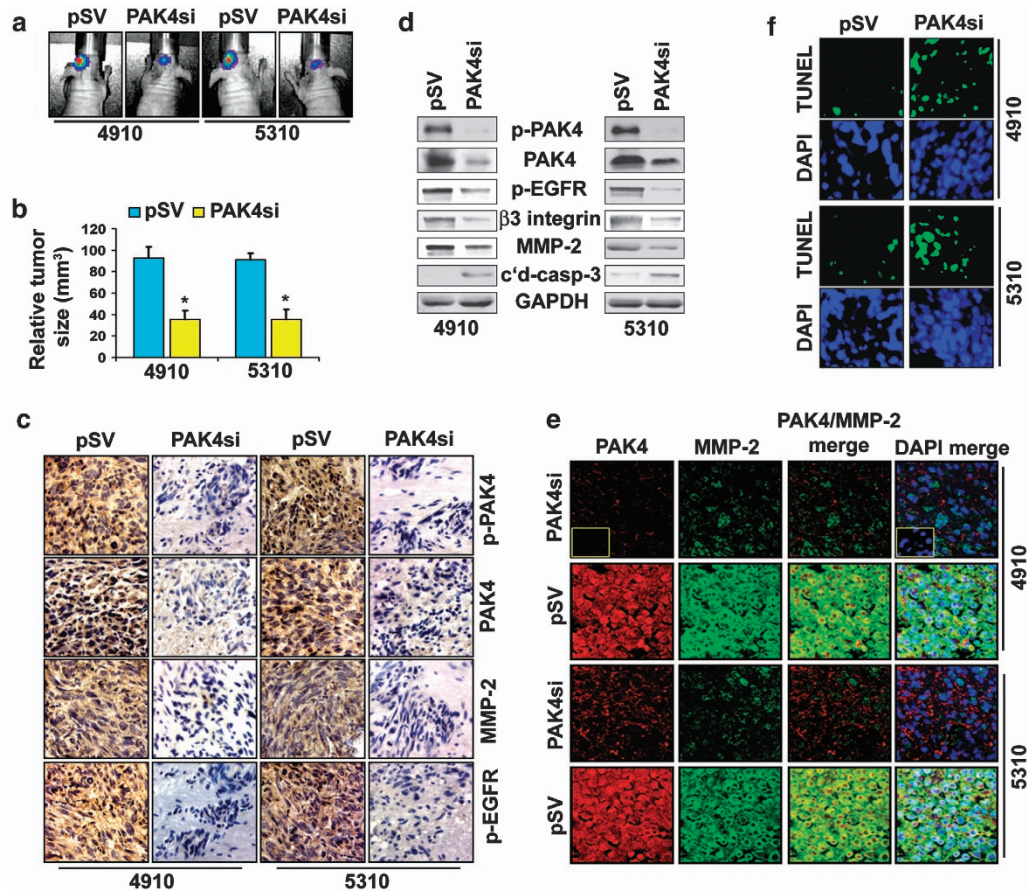 a
pSV PAK4si pSV PAK4si
4910 5310
b
pSV PAK4si
Relative tumor
size (mm³)
120
100
80
60
40
20
0
* *
4910 5310
c
pSV PAK4si pSV PAK4si
p-PAK4
PAK4
MMP-2
p-EGFR
4910 5310
d
pSV PAK4si pSV PAK4si
p-PAK4
PAK4
p-EGFR
β3 integrin
MMP-2
c'd-casp-3
GAPDH
4910 5310
f
pSV PAK4si
TUNEL
DAPI
4910
TUNEL
DAPI
5310
e
PAK4/MMP-2
PAK4 MMP-2 merge DAPI merge
PAK4si
pSV
4910
PAK4si
pSV
5310